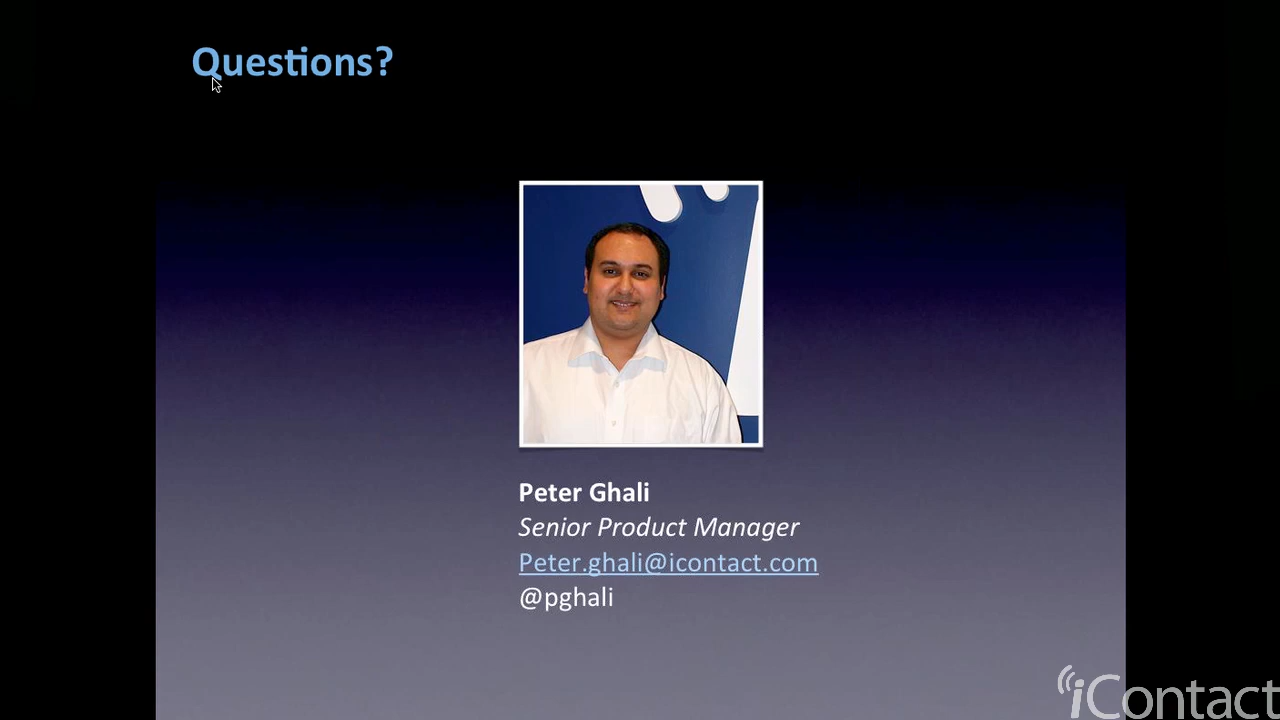 Questions?
Peter Ghali
Senior Product Manager
Peter.ghali@icontact.com
@pghali
iContact